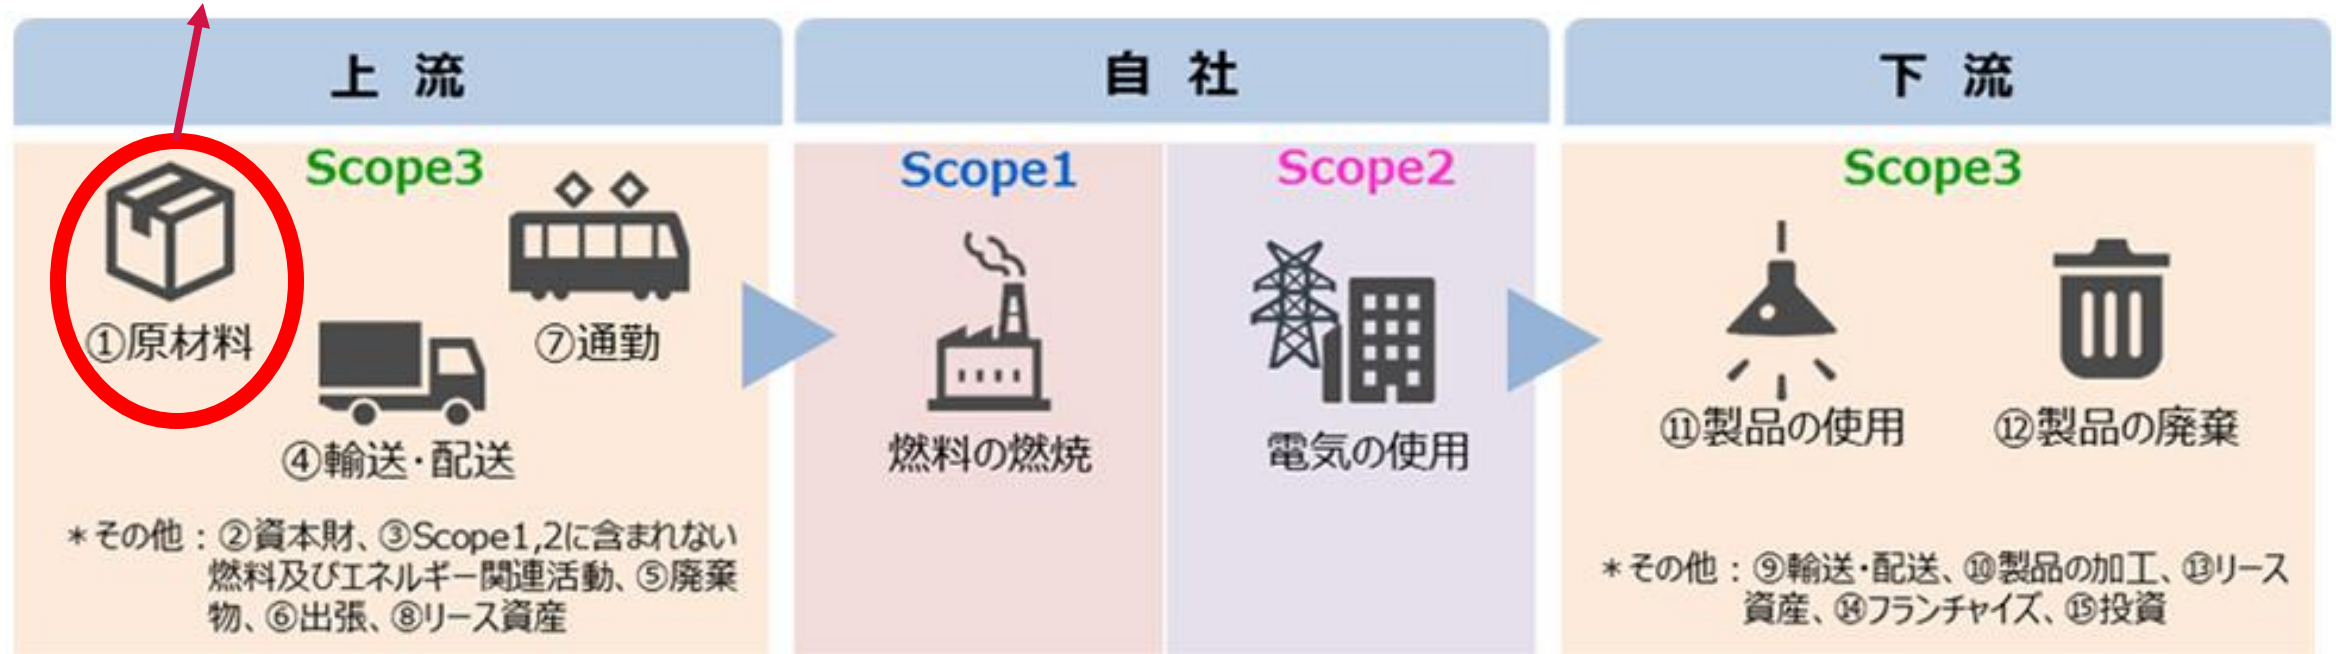 上 流
自 社
下 流
Scope3
①原材料
⑦通勤
④輸送・配送
＊その他：②資本財、③Scope1,2に含まれない
燃料及びエネルギー関連活動、⑤廃棄
物、⑥出張、⑧リース資産
Scope1
燃料の燃焼
Scope2
電気の使用
Scope3
⑪製品の使用
⑫製品の廃棄
＊その他：⑨輸送・配送、⑩製品の加工、⑬リース
資産、⑭フランチャイズ、⑮投資